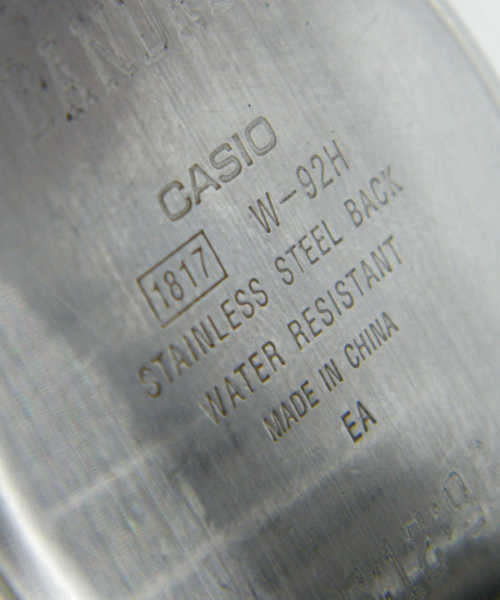 CASIO
1817 W-92H
STAINLESS STEEL BACK
WATER RESISTANT
MADE IN CHINA
EA